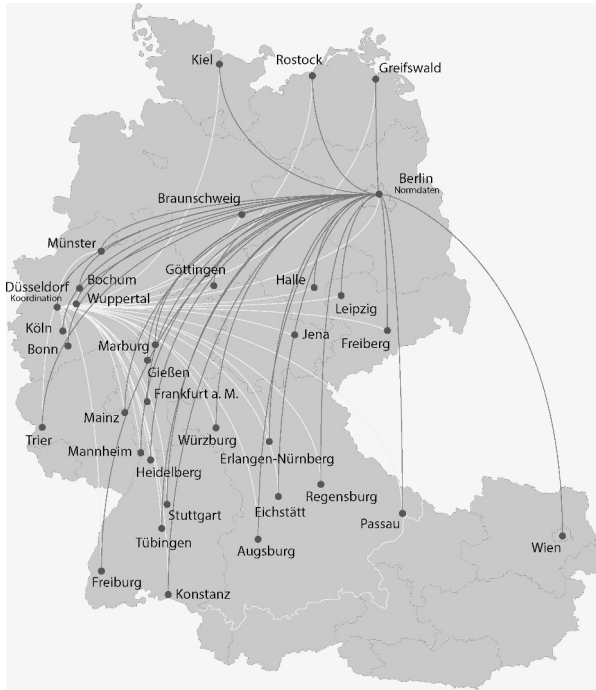 Kiel
Rostock
Greifswald
Berlin
Normdaten
Braunschweig
Münster
Göttingen
Halle
Bochum
Düsseldorf
Koordination
Wuppertal
Leipzig
Köln
Bonn
Marburg
Jena
Freiberg
Gießen
Frankfurt a. M.
Mainz
Trier
Würzburg
Mannheim
Erlangen-Nürnberg
Heidelberg
Regensburg
Eichstätt
Stuttgart
Passau
Tübingen
Augsburg
Wien
Freiburg
Konstanz